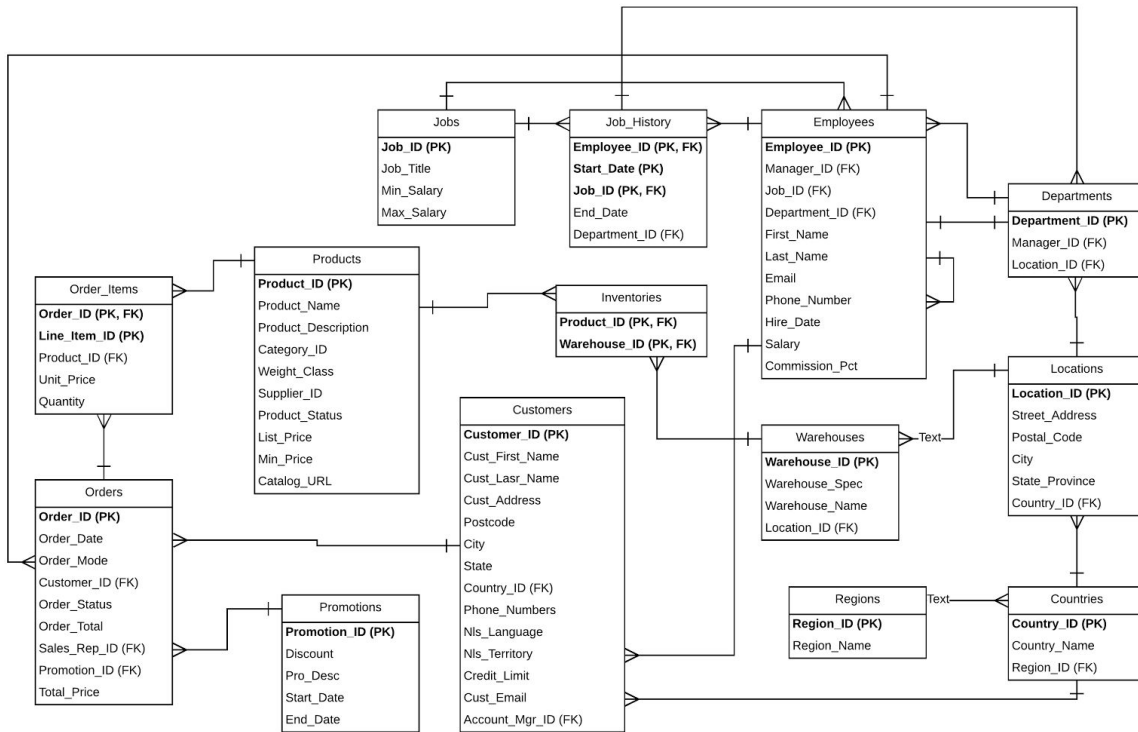 Jobs
Job_ID (PK)
Job_Title
Min_Salary
Max_Salary
Job_History
Employee_ID (PK, FK)
Start_Date (PK)
Job_ID (PK, FK)
End_Date
Department_ID (FK)
Employees
Employee_ID (PK)
Manager_ID (FK)
Job_ID (FK)
Department_ID (FK)
First_Name
Last_Name
Email
Phone_Number
Hire_Date
Salary
Commission_Pct
Departments
Department_ID (PK)
Manager_ID (FK)
Location_ID (FK)
Order_Items
Order_ID (PK, FK)
Line_Item_ID (PK)
Product_ID (FK)
Unit_Price
Quantity
Products
Product_ID (PK)
Product_Name
Product_Description
Category_ID
Weight_Class
Supplier_ID
Product_Status
List_Price
Min_Price
Catalog_URL
Inventories
Product_ID (PK, FK)
Warehouse_ID (PK, FK)
Locations
Location_ID (PK)
Street_Address
Postal_Code
City
State_Province
Country_ID (FK)
Customers
Customer_ID (PK)
Cust_First_Name
Cust_Lasr_Name
Cust_Address
Postcode
City
State
Country_ID (FK)
Phone_Numbers
Nls_Language
Nls_Territory
Credit_Limit
Cust_Email
Account_Mgr_ID (FK)
Warehouses
Warehouse_ID (PK)
Warehouse_Spec
Warehouse_Name
Location_ID (FK)
Text
Orders
Order_ID (PK)
Order_Date
Order_Mode
Customer_ID (FK)
Order_Status
Order_Total
Sales_Rep_ID (FK)
Promotion_ID (FK)
Total_Price
Promotions
Promotion_ID (PK)
Discount
Pro_Desc
Start_Date
End_Date
Regions
Region_ID (PK)
Region_Name
Text
Countries
Country_ID (PK)
Country_Name
Region_ID (FK)